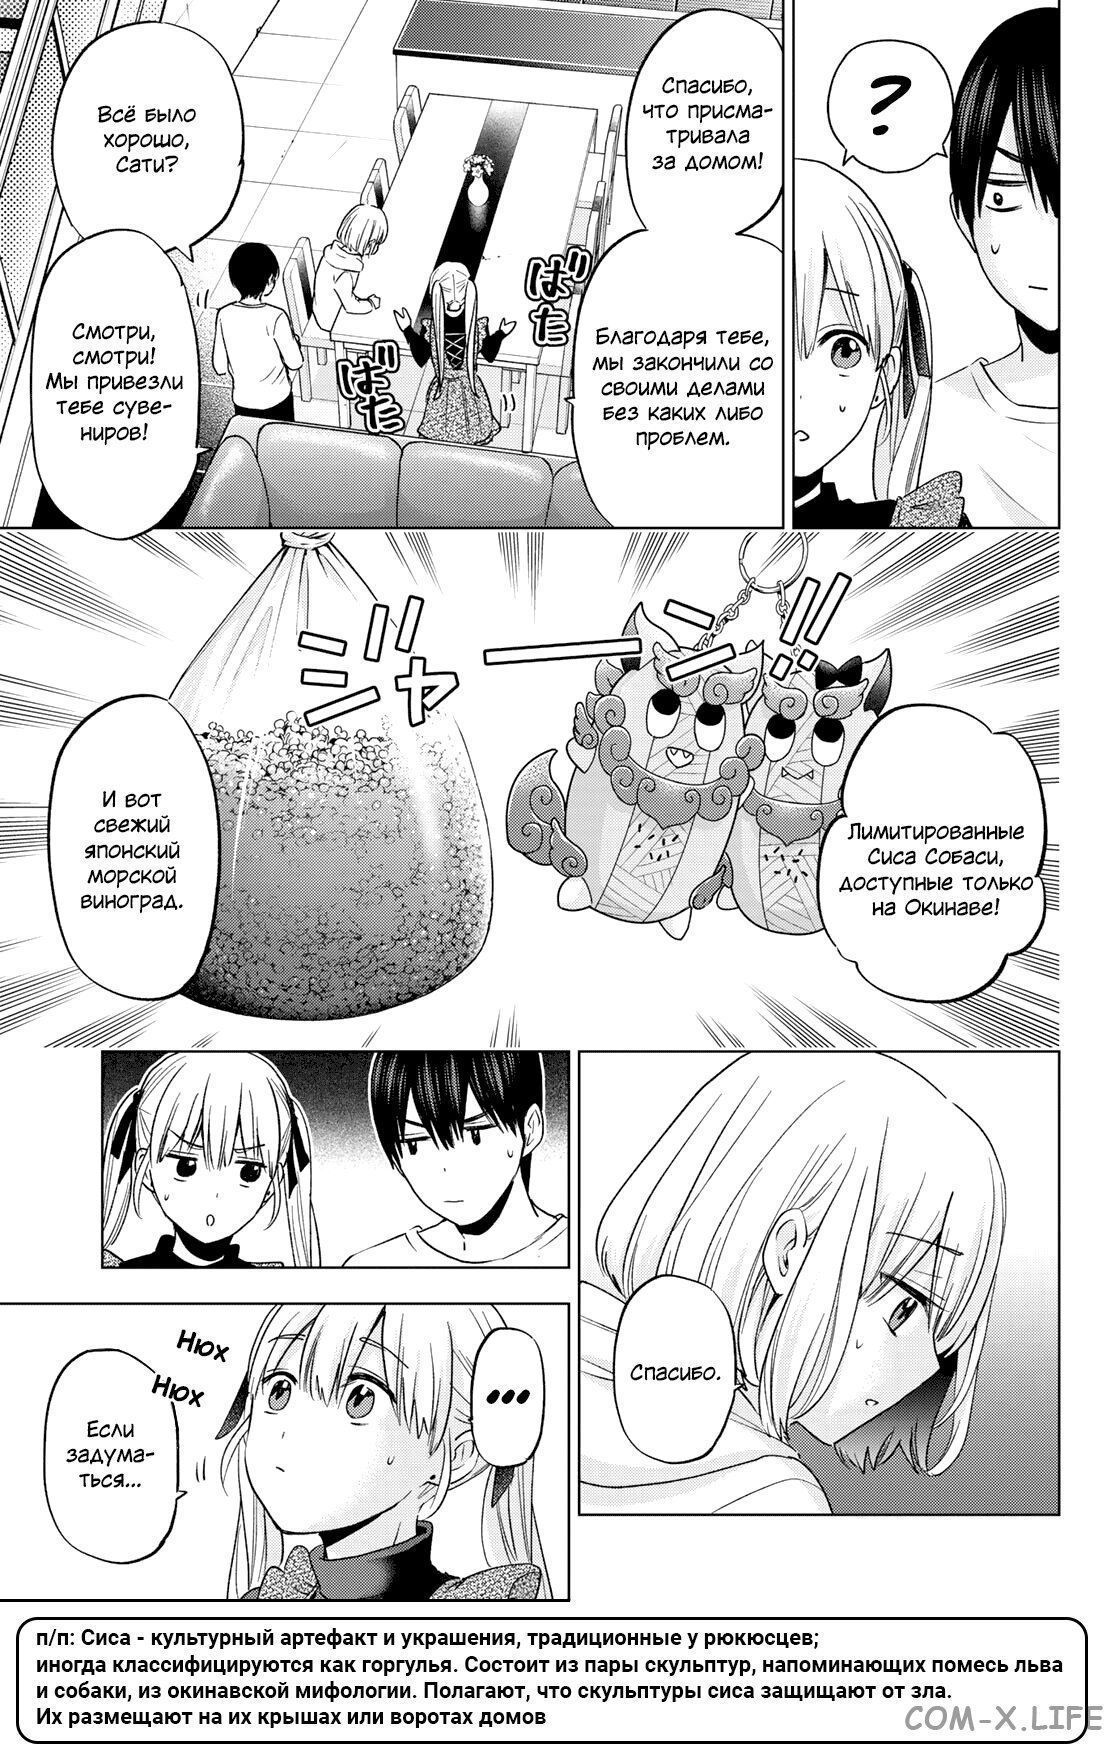 ?
Спасибо,
что присма-
тривала
за домом!
Благодаря тебе,
мы закончили со
своими делами
без каких либо
проблем.
ばたっ
ばたっ
Всё было
хорошо,
Сати?
Смотри,
смотри!
Мы привезли
тебе суве-
ниров!
ジャーーン!!
Лимитированные
Сиса Собаси,
доступные только
на Окинаве!
И вот
свежий
японский
морской
виноград.
Спасибо.
...
Нюх
Нюх
Если
задума-
ться...
п/п: Сиса - культурный артефакт и украшения, традиционные у рюкюсцев;
иногда классифицируются как горгулья. Состоит из пары скульптур, напоминающих помесь льва
и собаки, из окинавской мифологии. Полагают, что скульптуры сиса защищают от зла.
Их размещают на их крышах или воротах домов
COM-X.LIFE